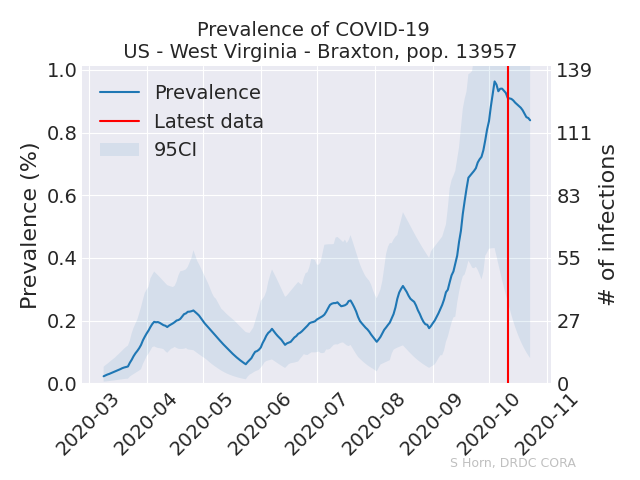 Prevalence of COVID-19
US - West Virginia - Braxton, pop. 13957
Prevalence
Latest data
95CI
Prevalence (%)
1.0
0.8
0.6
0.4
0.2
0.0
139
111
83
55
27
0
# of infections
2020-03
2020-04
2020-05
2020-06
2020-07
2020-08
2020-09
2020-10
2020-11
S Horn, DRDC CORA